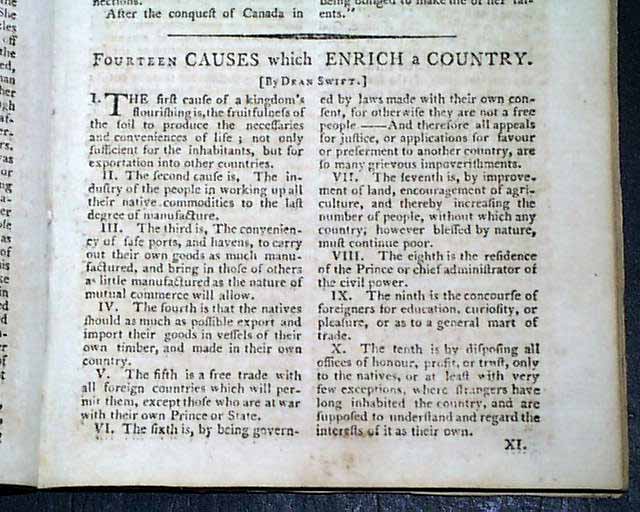 After the conqueſt of Canada in
ents."
FOURTEEN CAUSES which ENRICH a COUNTRY.
[By DEAN SWIFT.]
I. THE firſt cauſe of a kingdom's
flouriſhing is, the fruitfulneſs of
the ſoil to produce the neceſſaries
and conveniences of life; not only
ſufficient for the inhabitants, but for
exportation into other countries.
II. The ſecond cauſe is, The in-
duſtry of the people in working up all
their native commodities to the laſt
degree of manufacture.
III. The third is, The convenien-
cy of ſafe ports, and havens, to carry
out their own goods as much manu-
factured, and bring in thoſe of others
as little manufactured as the nature of
mutual commerce will allow.
IV. The fourth is that the natives
ſhould as much as poſſible export and
import their goods in veſſels of their
own timber, and made in their own
country.
V. The fifth is a free trade with
all foreign countries which will per-
mit them, except thoſe who are at war
with their own Prince or State.
VI. The ſixth is, by being govern-
ed by laws made with their own con-
ſent, for otherwiſe they are not a free
people.——And therefore all appeals
for juſtice, or applications for favour
or preferment to another country, are
ſo many grievous impoveriſhments.
VII. The ſeventh is, by improve-
ment of land, encouragement of agri-
culture, and thereby increaſing the
number of people, without which any
country; however bleſſed by nature,
muſt continue poor.
VIII. The eighth is the reſidence
of the Prince or chief adminiſtrator of
the civil power.
IX. The ninth is the concourſe of
foreigners for education, curioſity, or
pleaſure, or as to a general mart of
trade.
X. The tenth is by diſpoſing all
offices of honour, profit, or truſt, only
to the natives, or at leaſt with very
few exceptions, where ſtrangers have
long inhabited the country, and are
ſuppoſed to underſtand and regard the
intereſts of it as their own.
XI.